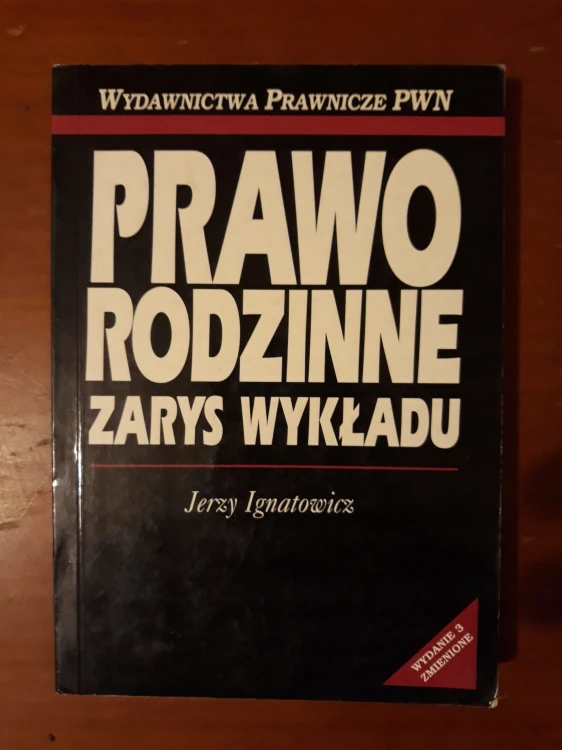 WYDAWNICTWA PRAWNICZE PWN
PRAWO
RODZINNE
ZARYS WYKŁADU
Jerzy Ignatowicz
WYDANIE 3
ZMIENIONE